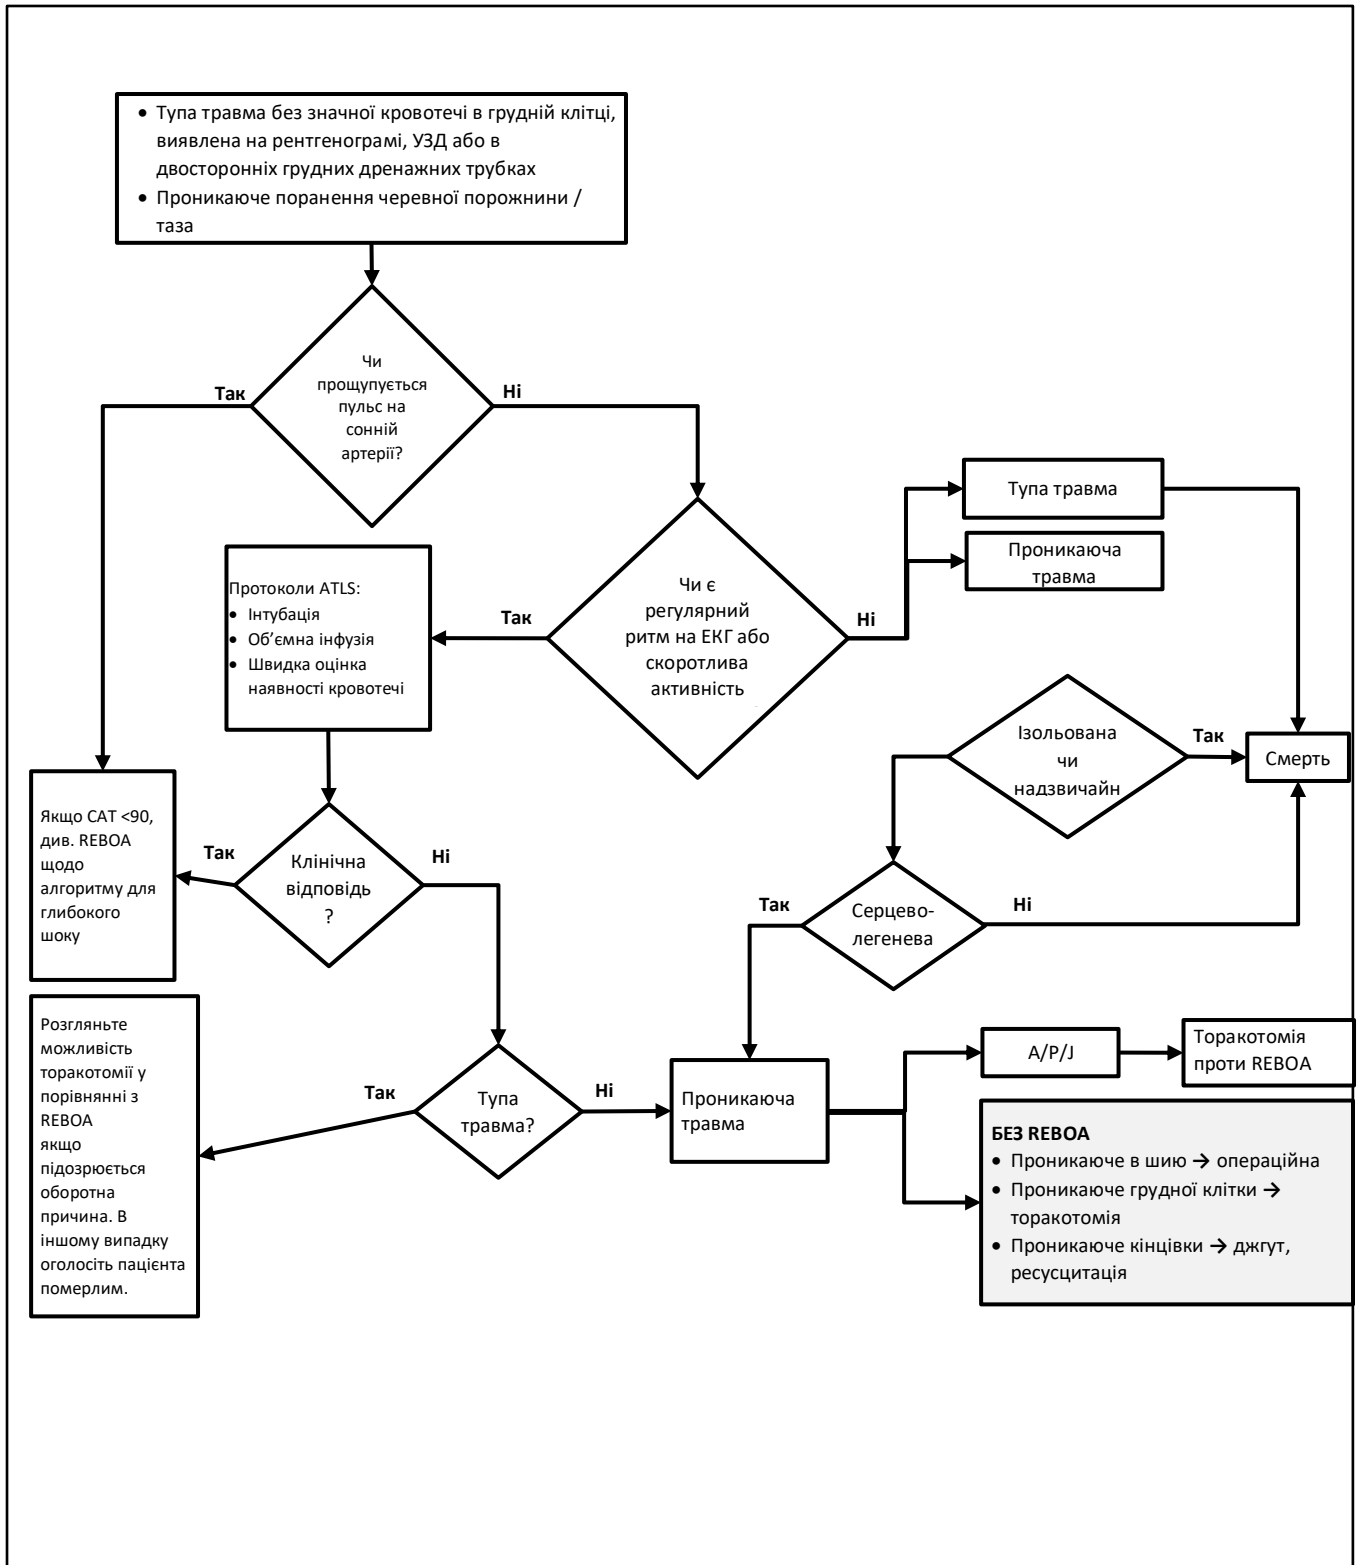 • Тупа травма без значної кровотечі в грудній клітці,
виявлена на рентгенограмі, УЗД або в
двосторонніх грудних дренажних трубках
• Проникаюче поранення черевної порожнини /
таза
Чи
прощупується
пульс на
сонній
артерії?
Так
Ні
Тупа травма
Проникаюча
травма
Чи є
регулярний
ритм на ЕКГ або
скоротлива
активність
Так
Ні
Протоколи ATLS:
• Інтубація
• Об’ємна інфузія
• Швидка оцінка
наявності кровотечі
Ізольована
чи
надзвичайн
Так
Смерть
Якщо САТ <90,
див. REBOA
щодо
алгоритму для
глибокого
шоку
Так
Клінічна
відповідь
?
Ні
Так
Серцево-
легенева
Ні
Розгляньте
можливість
торакотомії у
порівнянні з
REBOA
якщо
підозрюється
оборотна
причина. В
іншому випадку
оголосіть пацієнта
померлим.
Так
Тупа
травма?
Ні
Проникаюча
травма
A/P/J
Торакотомія
проти REBOA
БЕЗ REBOA
• Проникаюче в шию → операційна
• Проникаюче грудної клітки →
торакотомія
• Проникаюче кінцівки → джгут,
ресусцитація